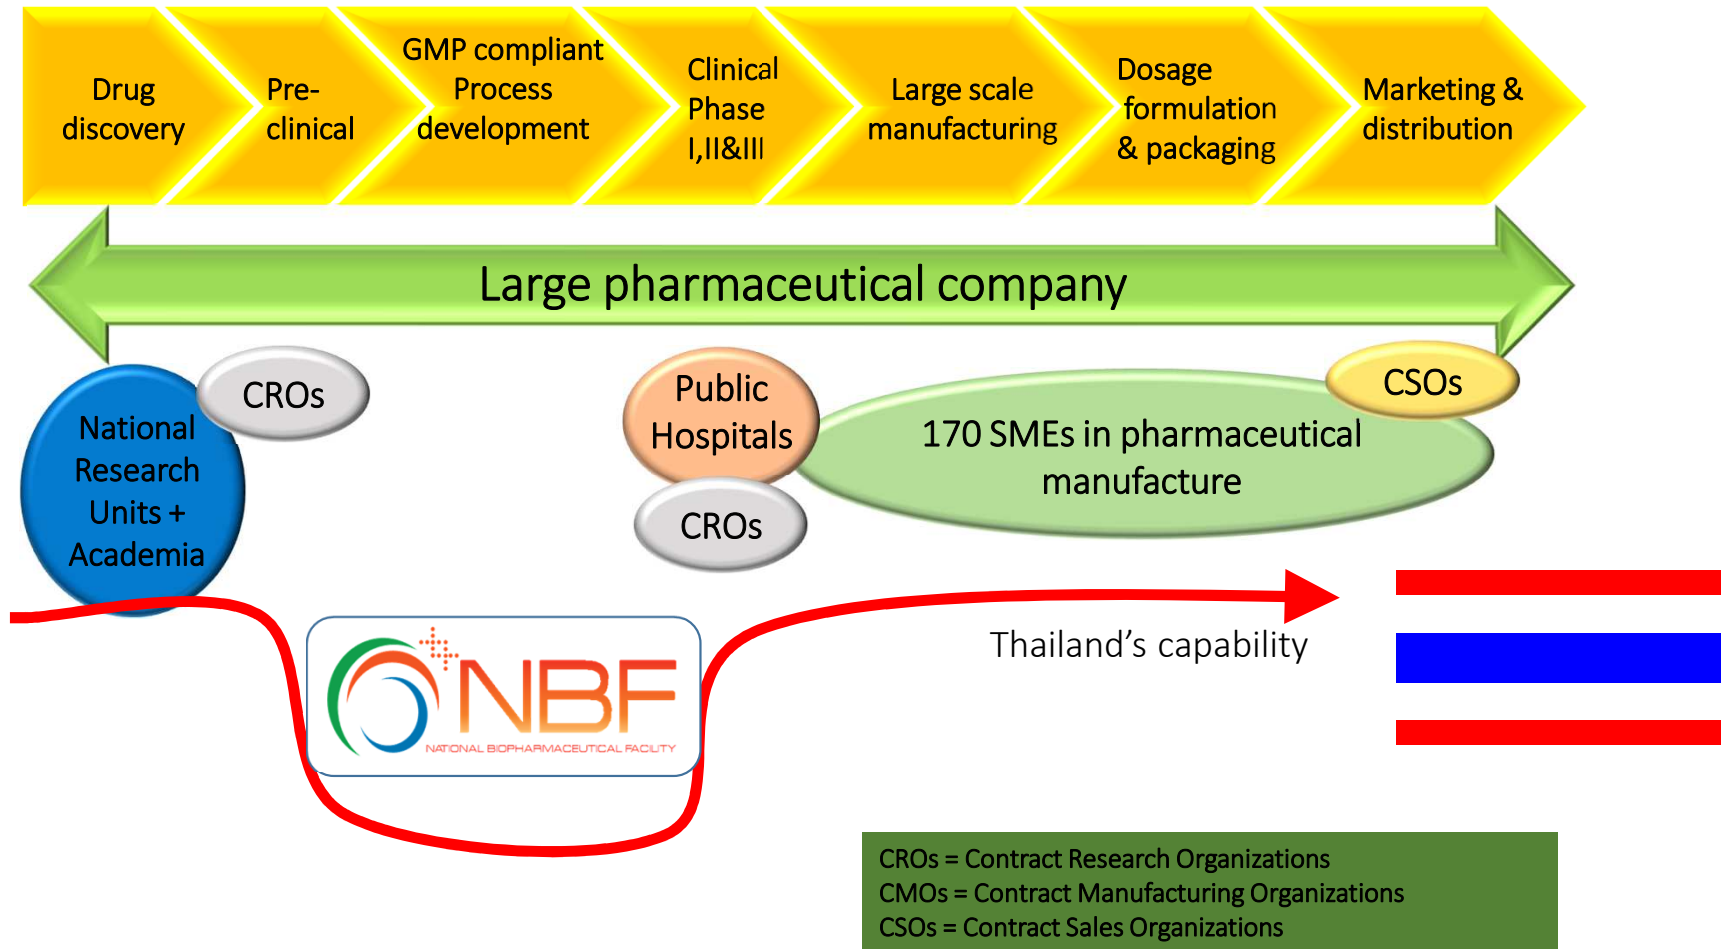 Drug
discovery
Pre-
clinical
GMP compliant
Process
development
Clinical
Phase
I,II&III
Large scale
manufacturing
Dosage
formulation
& packaging
Marketing &
distribution
Large pharmaceutical company
National
Research
Units +
Academia
CROs
Public
Hospitals
CROs
170 SMEs in pharmaceutical
manufacture
CSOs
NBF
NATIONAL BIOPHARMACEUTICAL FACILITY
Thailand’s capability
CROs = Contract Research Organizations
CMOs = Contract Manufacturing Organizations
CSOs = Contract Sales Organizations